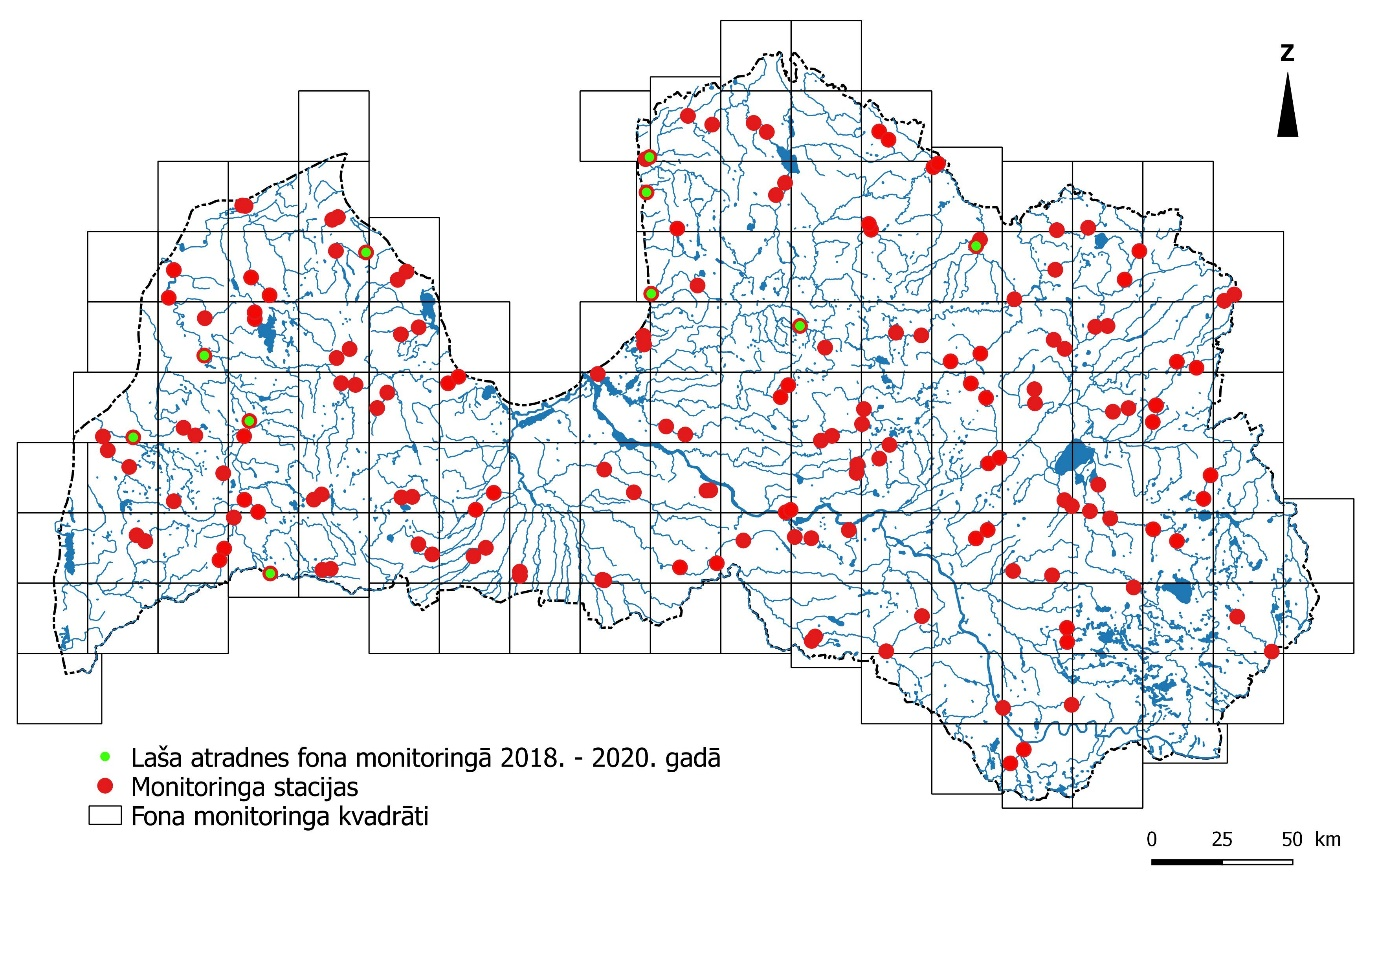 Z
Laša atradnes fona monitoringā 2018. - 2020. gadā
Monitoringa stacijas
Fona monitoringa kvadrāti
0 25 50 km